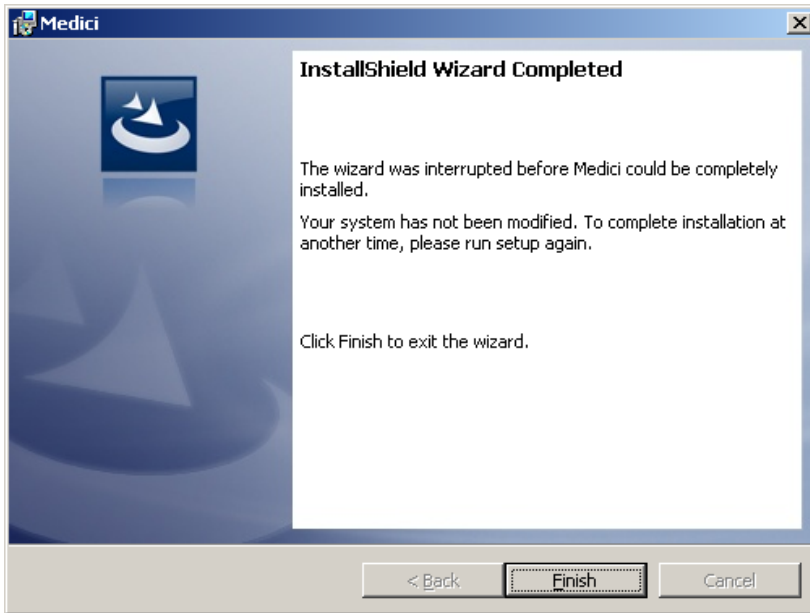 Medici
InstallShield Wizard Completed
The wizard was interrupted before Medici could be completely
installed.
Your system has not been modified. To complete installation at
another time, please run setup again.
Click Finish to exit the wizard.
< Back
Finish
Cancel